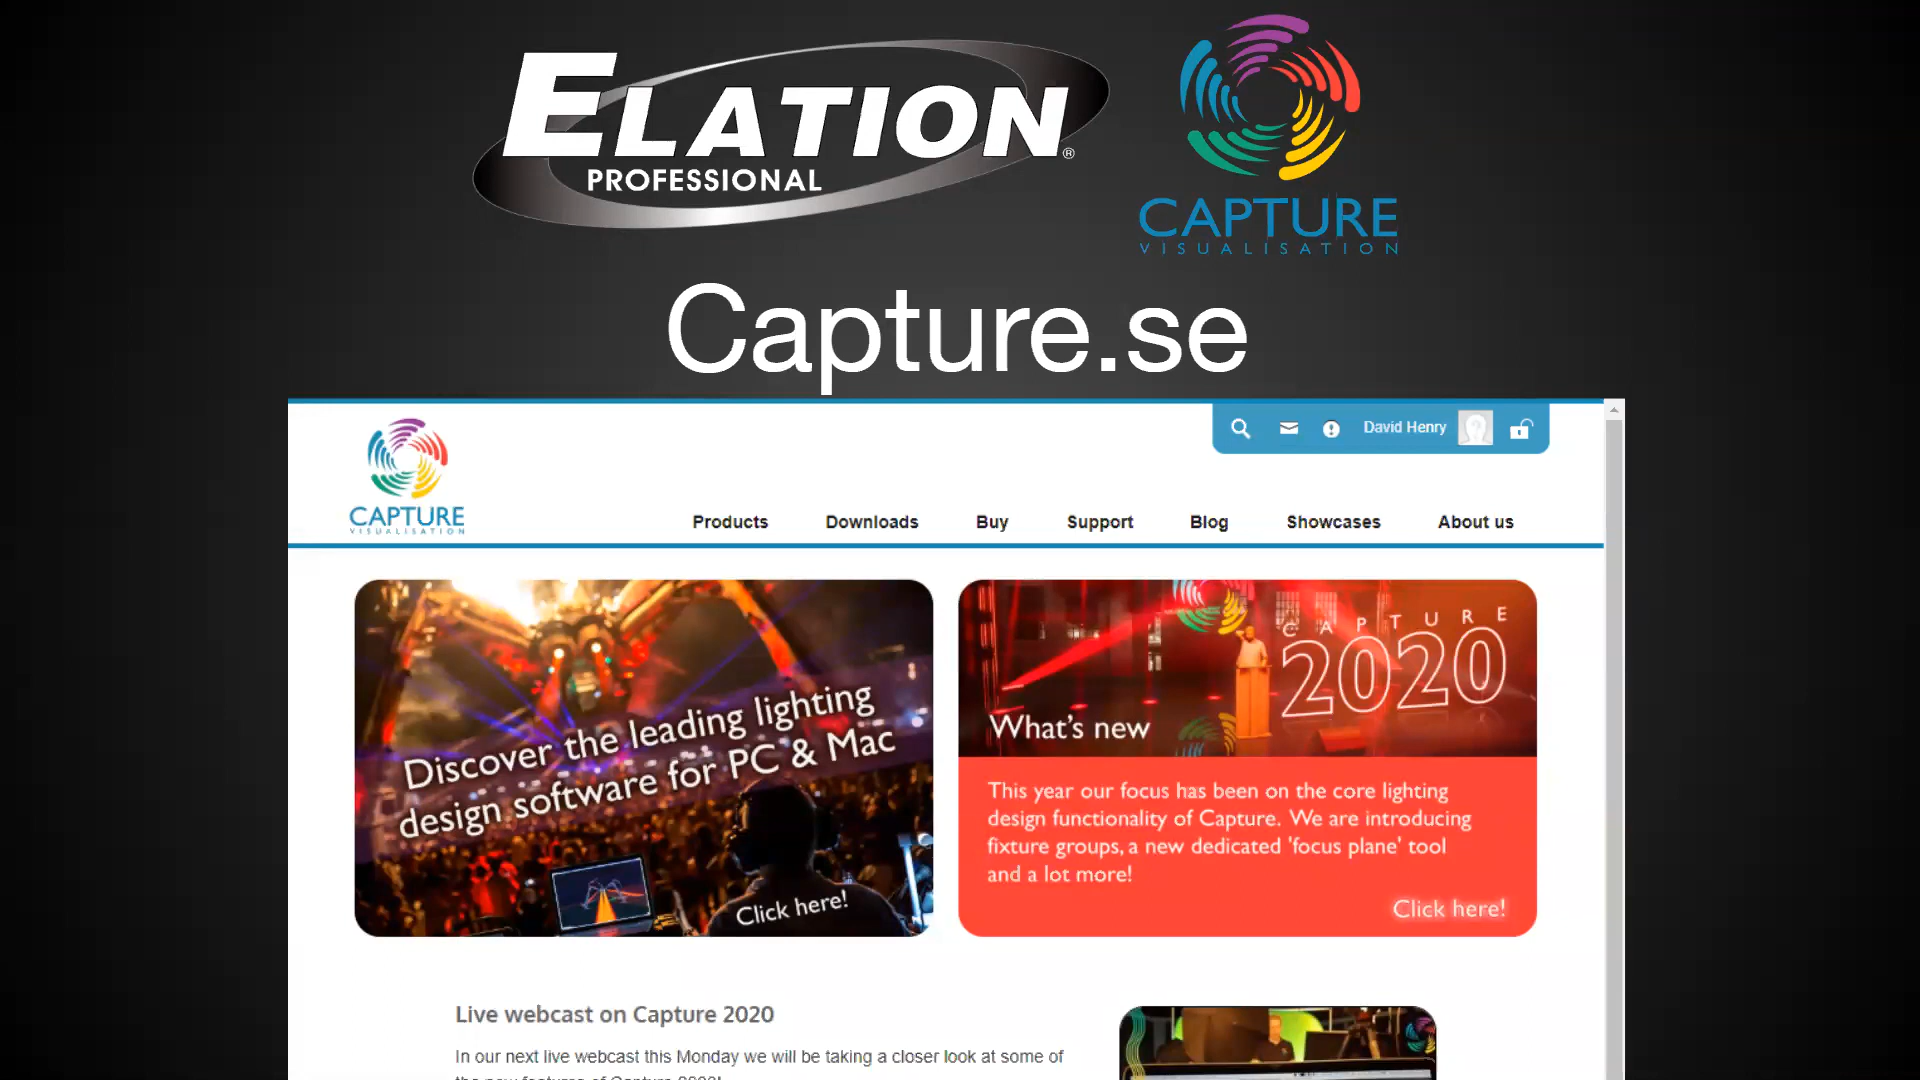 ELATION®
PROFESSIONAL
CAPTURE
VISUALISATION
Capture.se
David Henry
CAPTURE
VISUALISATION
Products Downloads Buy Support Blog Showcases About us
Discover the leading lighting
design software for PC & Mac
Click here!
CAPTURE
2020
What's new
This year our focus has been on the core lighting
design functionality of Capture. We are introducing
fixture groups, a new dedicated 'focus plane' tool
and a lot more!
Click here!
Live webcast on Capture 2020
In our next live webcast this Monday we will be taking a closer look at some of